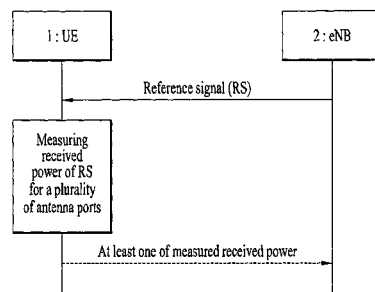 1 : UE
2 : eNB
Reference signal (RS)
Measuring
received
power of RS
for a plurality
of antenna ports
At least one of measured received power